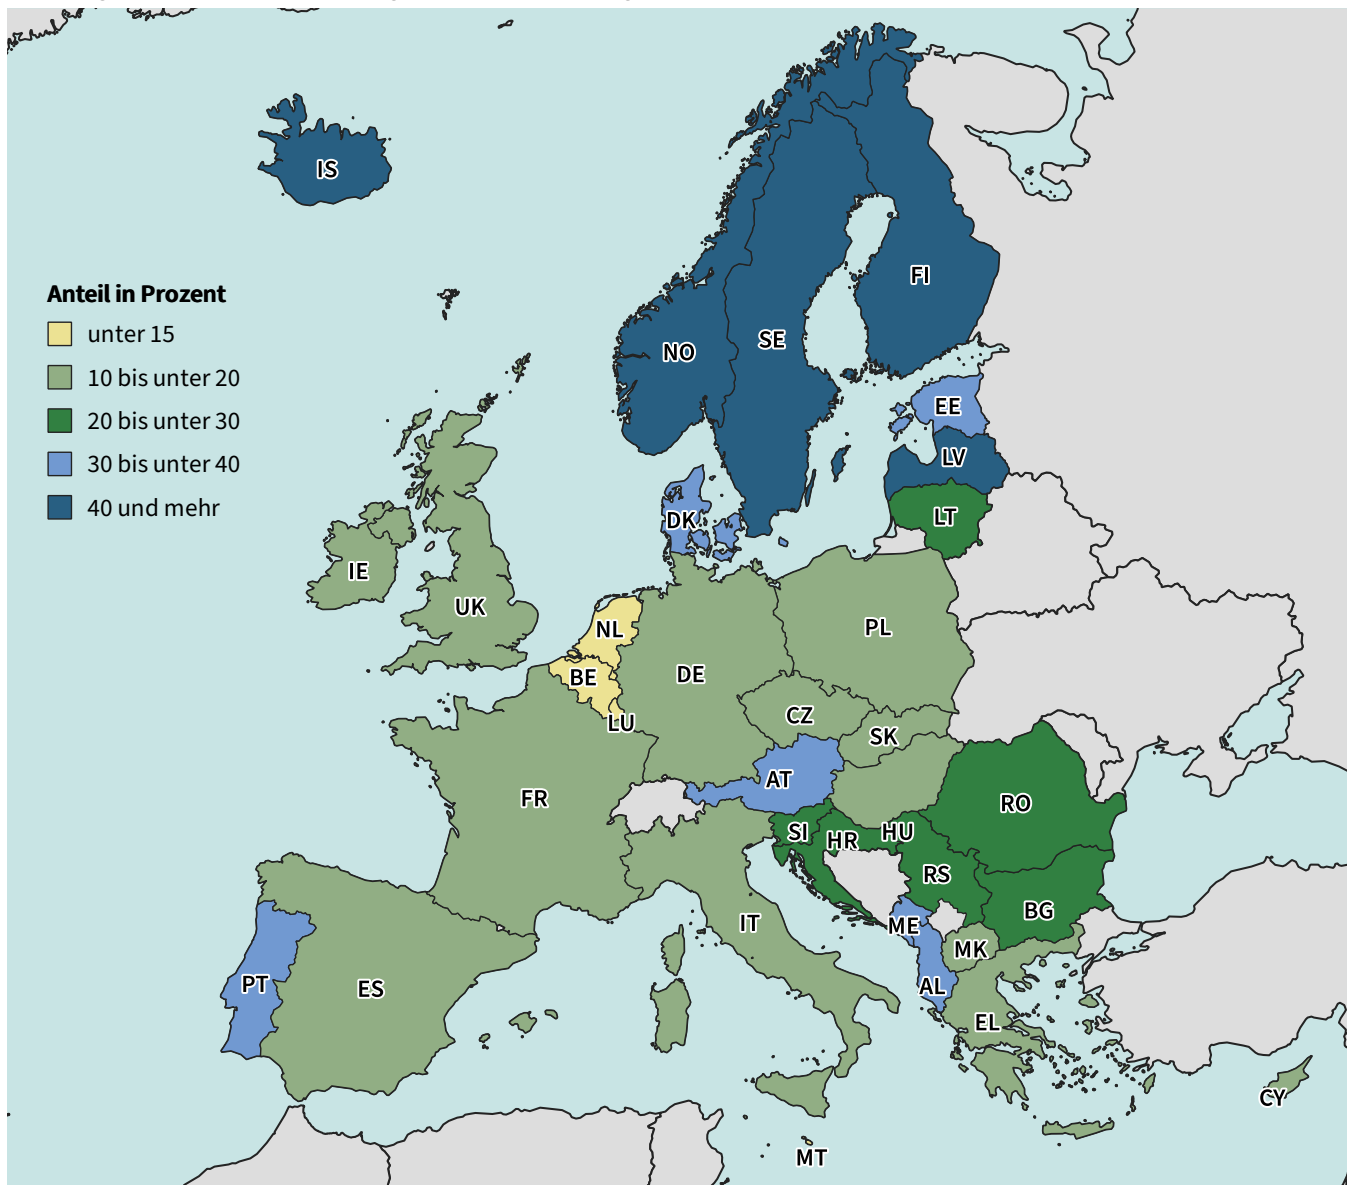 IS
FI
Anteil in Prozent
unter 15
NO
SE
10 bis unter 20
EE
20 bis unter 30
LV
30 bis unter 40
40 und mehr
DK
LT
IE
UK
NL
PL
BE
DE
LU
CZ
SK
AT
FR
RO
SI
HR
HU
RS
BG
IT
ME
MK
PT
ES
AL
EL
CY
MT